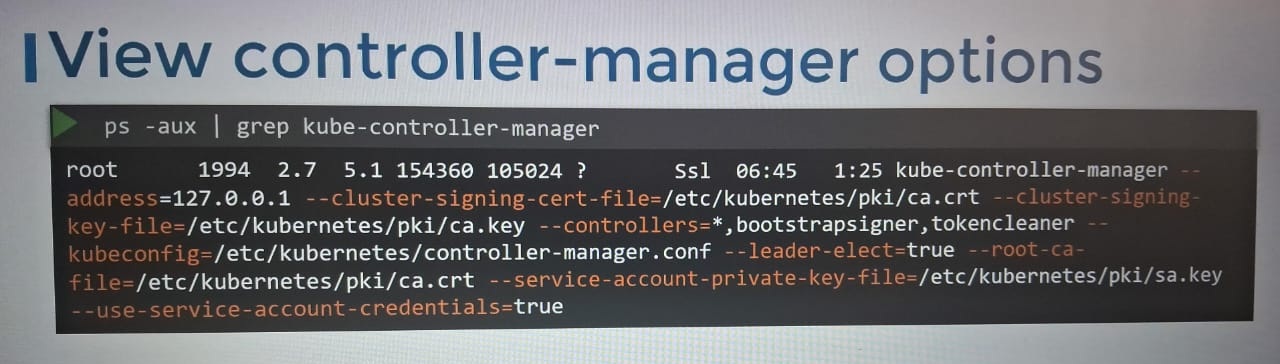 View controller-manager options
ps -aux | grep kube-controller-manager
root 1994 2.7 5.1 154360 105024 ? Ssl 06:45 1:25 kube-controller-manager --
address=127.0.0.1 --cluster-signing-cert-file=/etc/kubernetes/pki/ca.crt --cluster-signing-
key-file=/etc/kubernetes/pki/ca.key --controllers=*,bootstrapsigner,tokencleaner --
kubeconfig=/etc/kubernetes/controller-manager.conf --leader-elect=true --root-ca-
file=/etc/kubernetes/pki/ca.crt --service-account-private-key-file=/etc/kubernetes/pki/sa.key
--use-service-account-credentials=true